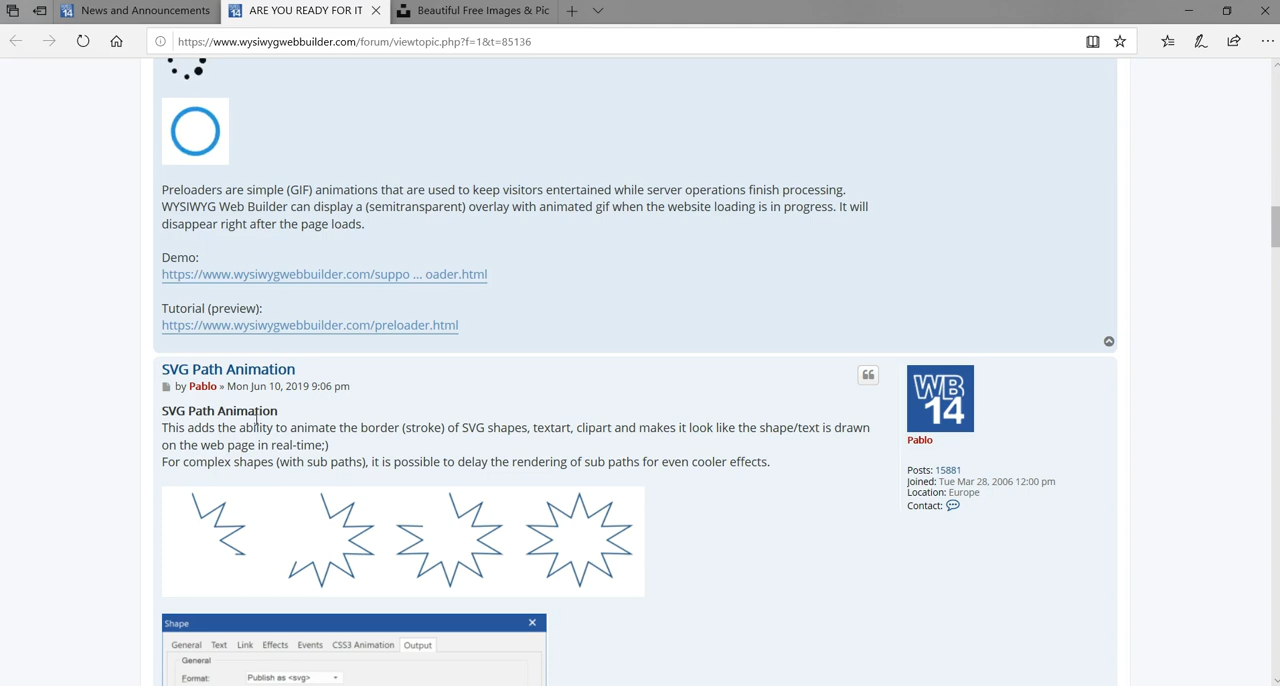 14 News and Announcements
14 ARE YOU READY FOR IT
Beautiful Free Images & Pic
https://www.wysiwygwebbuilder.com/forum/viewtopic.php?f=1&t=85136
Preloaders are simple (GIF) animations that are used to keep visitors entertained while server operations finish processing.
WYSIWYG Web Builder can display a (semitransparent) overlay with animated gif when the website loading is in progress. It will
disappear right after the page loads.
Demo:
https://www.wysiwygwebbuilder.com/suppo ... oader.html
Tutorial (preview):
https://www.wysiwygwebbuilder.com/preloader.html
SVG Path Animation
by Pablo » Mon Jun 10, 2019 9:06 pm
SVG Path Animation
This adds the ability to animate the border (stroke) of SVG shapes, textart, clipart and makes it look like the shape/text is drawn
on the web page in real-time;)
For complex shapes (with sub paths), it is possible to delay the rendering of sub paths for even cooler effects.
WB
14
Pablo
Posts: 15881
Joined: Tue Mar 28, 2006 12:00 pm
Location: Europe
Contact:
Shape
General Text Link Effects Events CSS3 Animation Output
General
Format: Publish as <svg>